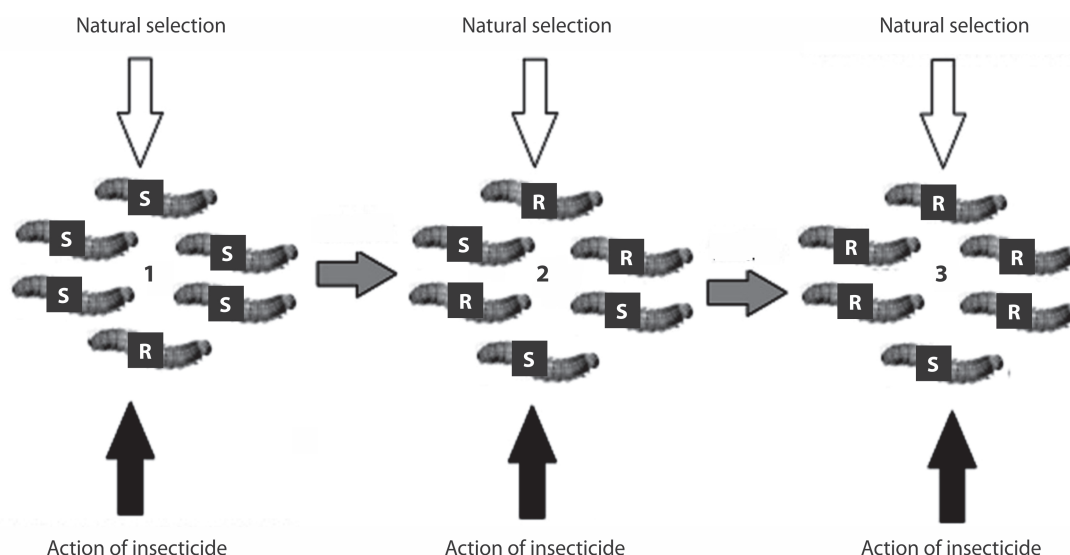 Natural selection
Natural selection
Natural selection
S
R
R
S
S
S
R
R
R
1
2
3
S
S
R
S
R
R
R
S
S
Action of insecticide
Action of insecticide
Action of insecticide